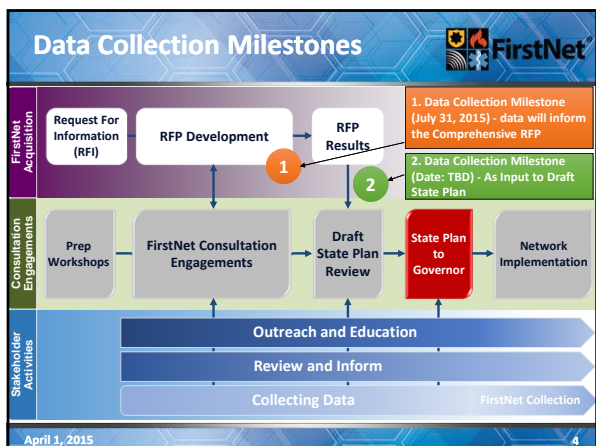 Data Collection Milestones
FirstNet®
FirstNet
Acquisition
Request For
Information
(RFI)
RFP Development
RFP
Results
1
2
1. Data Collection Milestone
(July 31, 2015) - data will inform
the Comprehensive RFP
2. Data Collection Milestone
(Date: TBD) - As Input to Draft
State Plan
Consultation
Engagements
Prep
Workshops
FirstNet Consultation
Engagements
Draft
State Plan
Review
State Plan
to
Governor
Network
Implementation
Stakeholder
Activities
Outreach and Education
Review and Inform
Collecting Data
FirstNet Collection
April 1, 2015
4